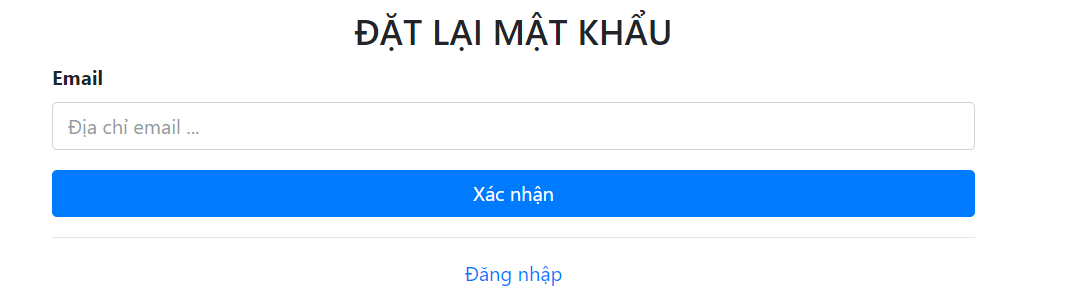 ĐẶT LẠI MẬT KHẨU
Email
Địa chỉ email ...
Xác nhận
Đăng nhập